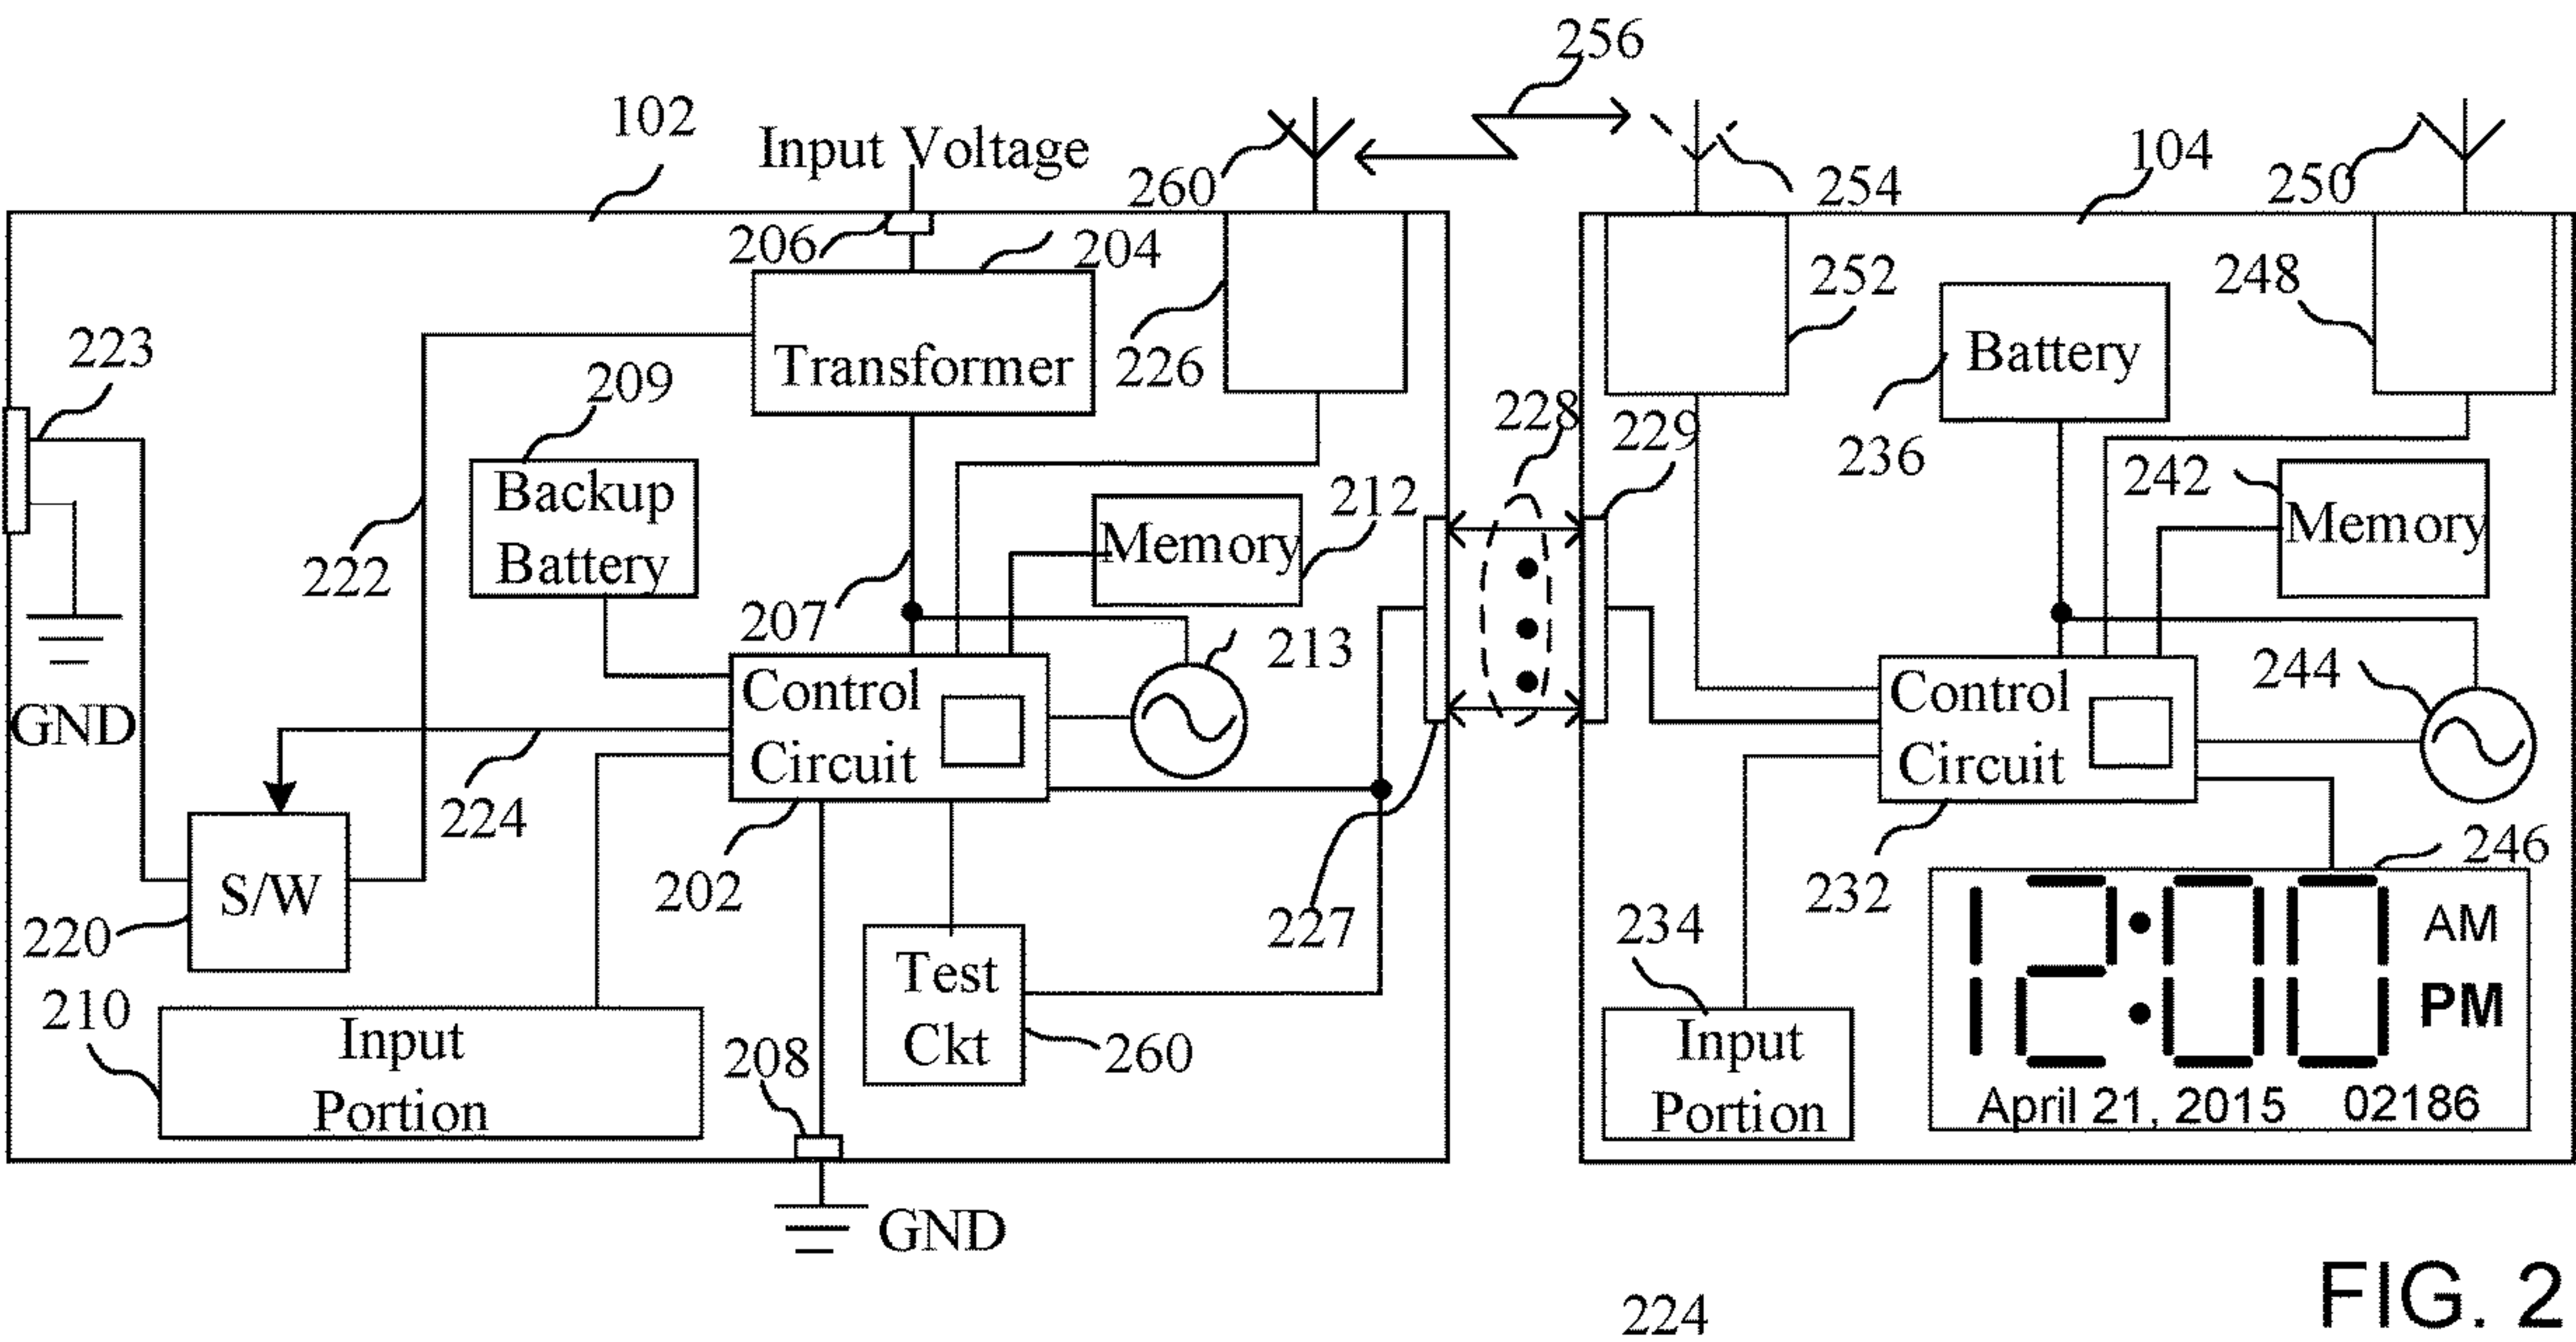 256
102
Input Voltage
260
254
104
250
206
204
226
252
248
223
209
Transformer
Battery
228
229
236
Backup
Battery
222
212
Memory
242
Memory
207
213
244
GND
Control
Circuit
Control
Circuit
224
202
S/W
220
227
232
246
234
12:00
AM
PM
April 21, 2015
02186
Test
Ckt
260
210
Input
Portion
208
Input
Portion
GND
FIG. 2
224